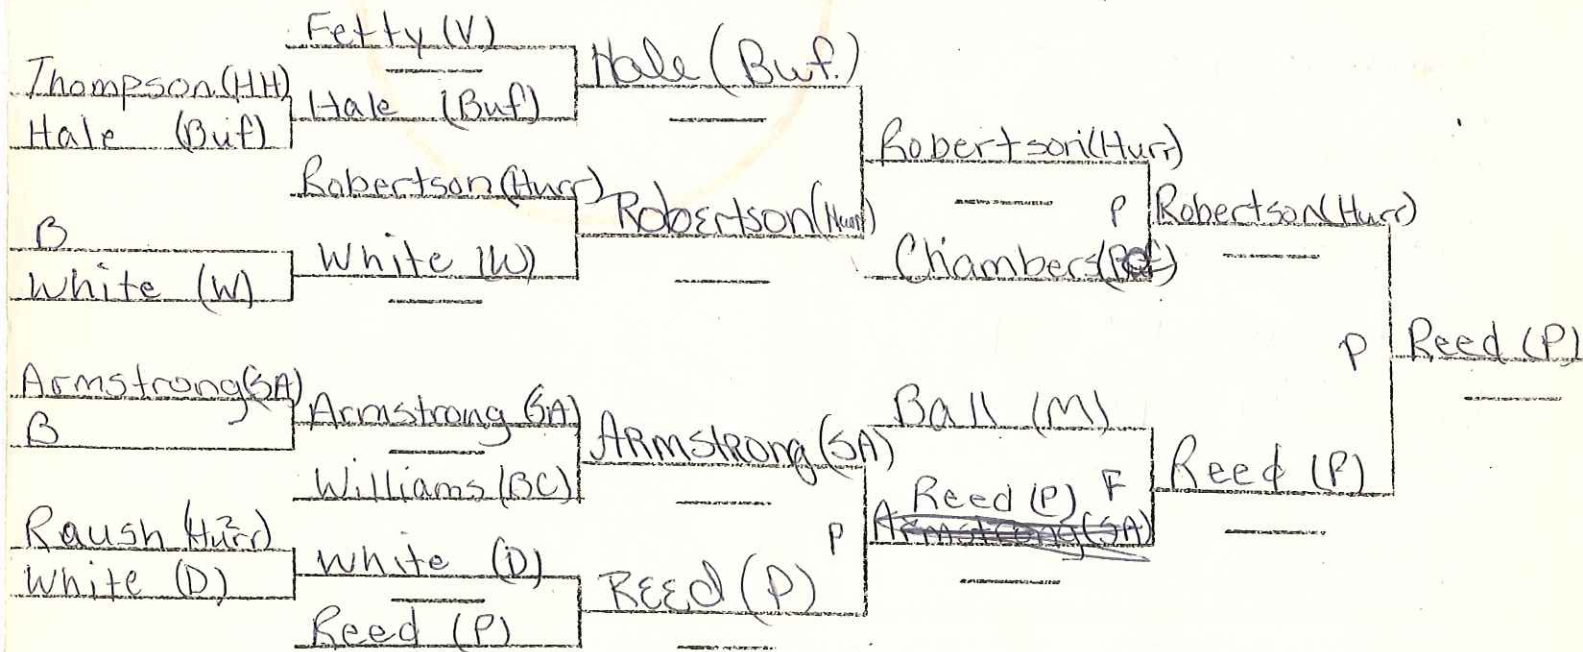 Fetty (V)
Thompson (HH)
Hale (Buf)
Hale (Buf)
Hale (Buf.)
Robertson (Hurr)
B
White (W)
White (W)
Robertson (Hurr)
Robertson (Hurr)
P
Chambers
Robertson (Hurr)
Armstrong (SA)
B
Armstrong (SA)
Williams (BC)
Armstrong (SA)
Raush (Hurr)
White (D)
White (D)
Reed (P)
Reed (P)
P
Ball (M)
Reed (P)
F
Armstrong (SA)
Reed (P)
P
Reed (P)